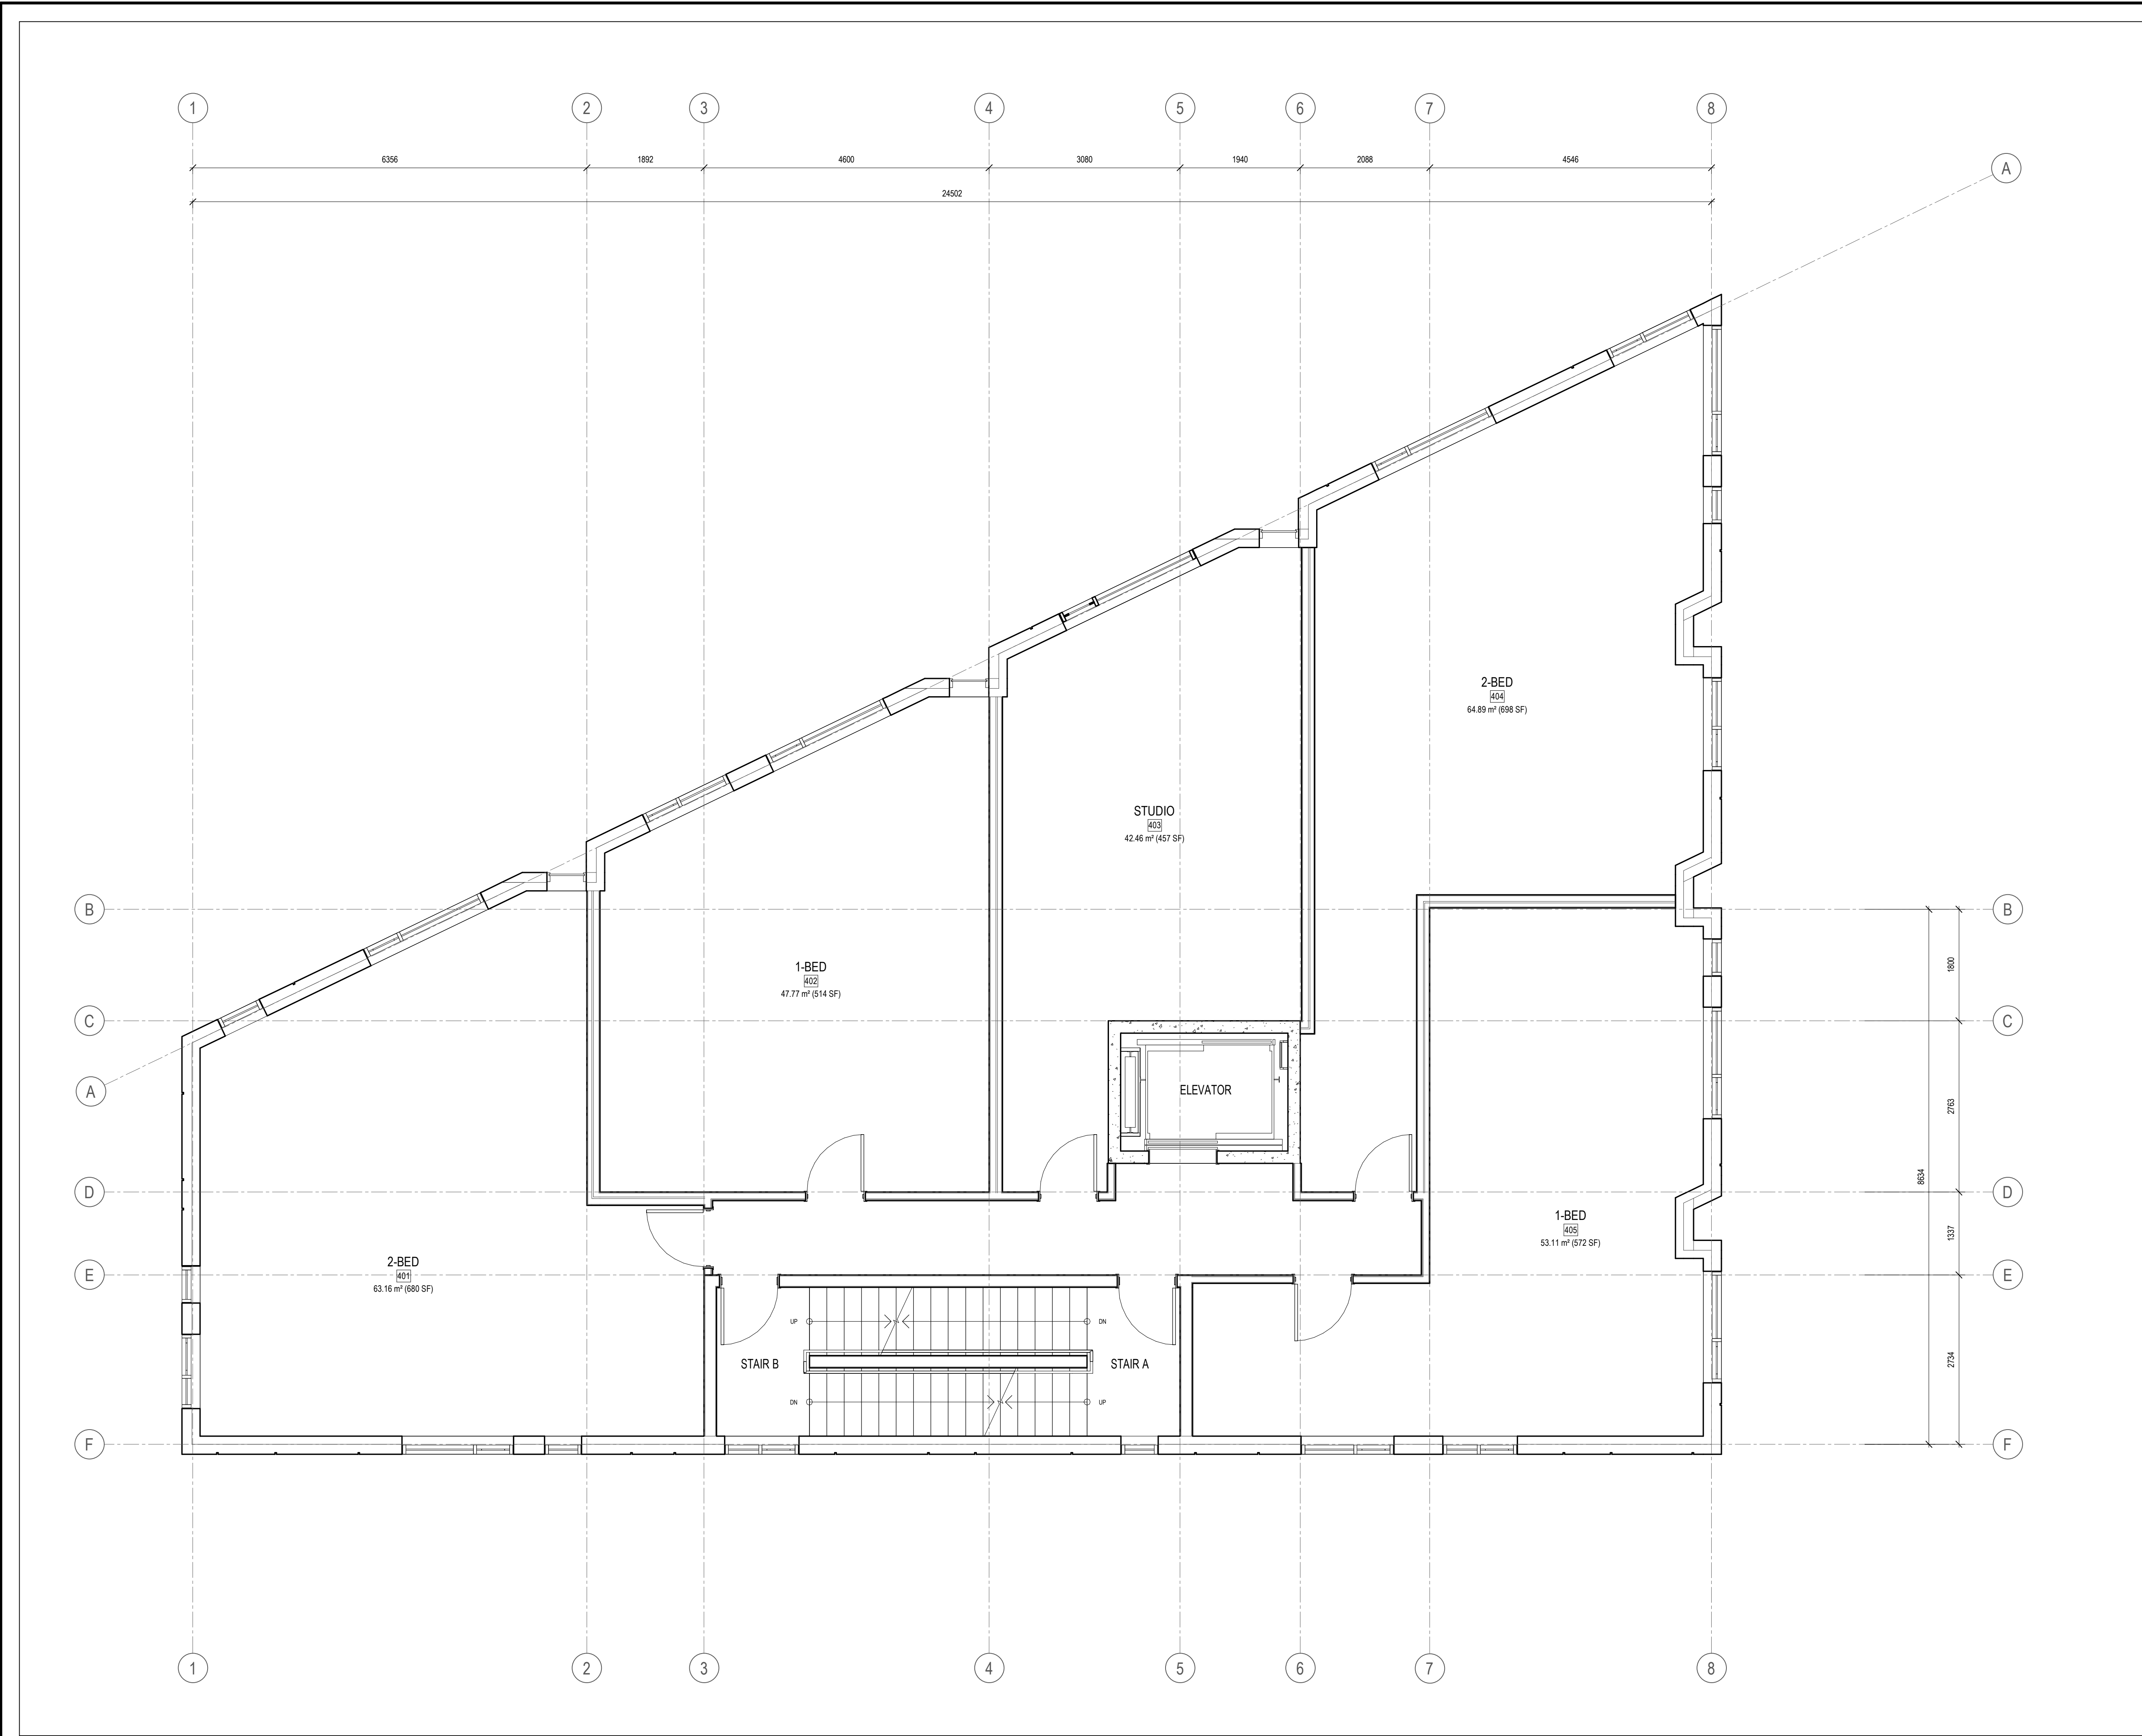 1 2 3 4 5 6 7 8
6356 1892 4600 3080 1940 2088 4546
A
24502
2-BED
404
64.89 m² (698 SF)
STUDIO
403
42.46 m² (457 SF)
B B
1-BED
402
47.77 m² (514 SF)
1800
C C
A
ELEVATOR
2763
8634
D D
1-BED
405
53.11 m² (572 SF)
1337
2-BED
401
63.16 m² (680 SF)
E E
UP DN
STAIR B STAIR A
2734
DN UP
F F
1 2 3 4 5 6 7 8